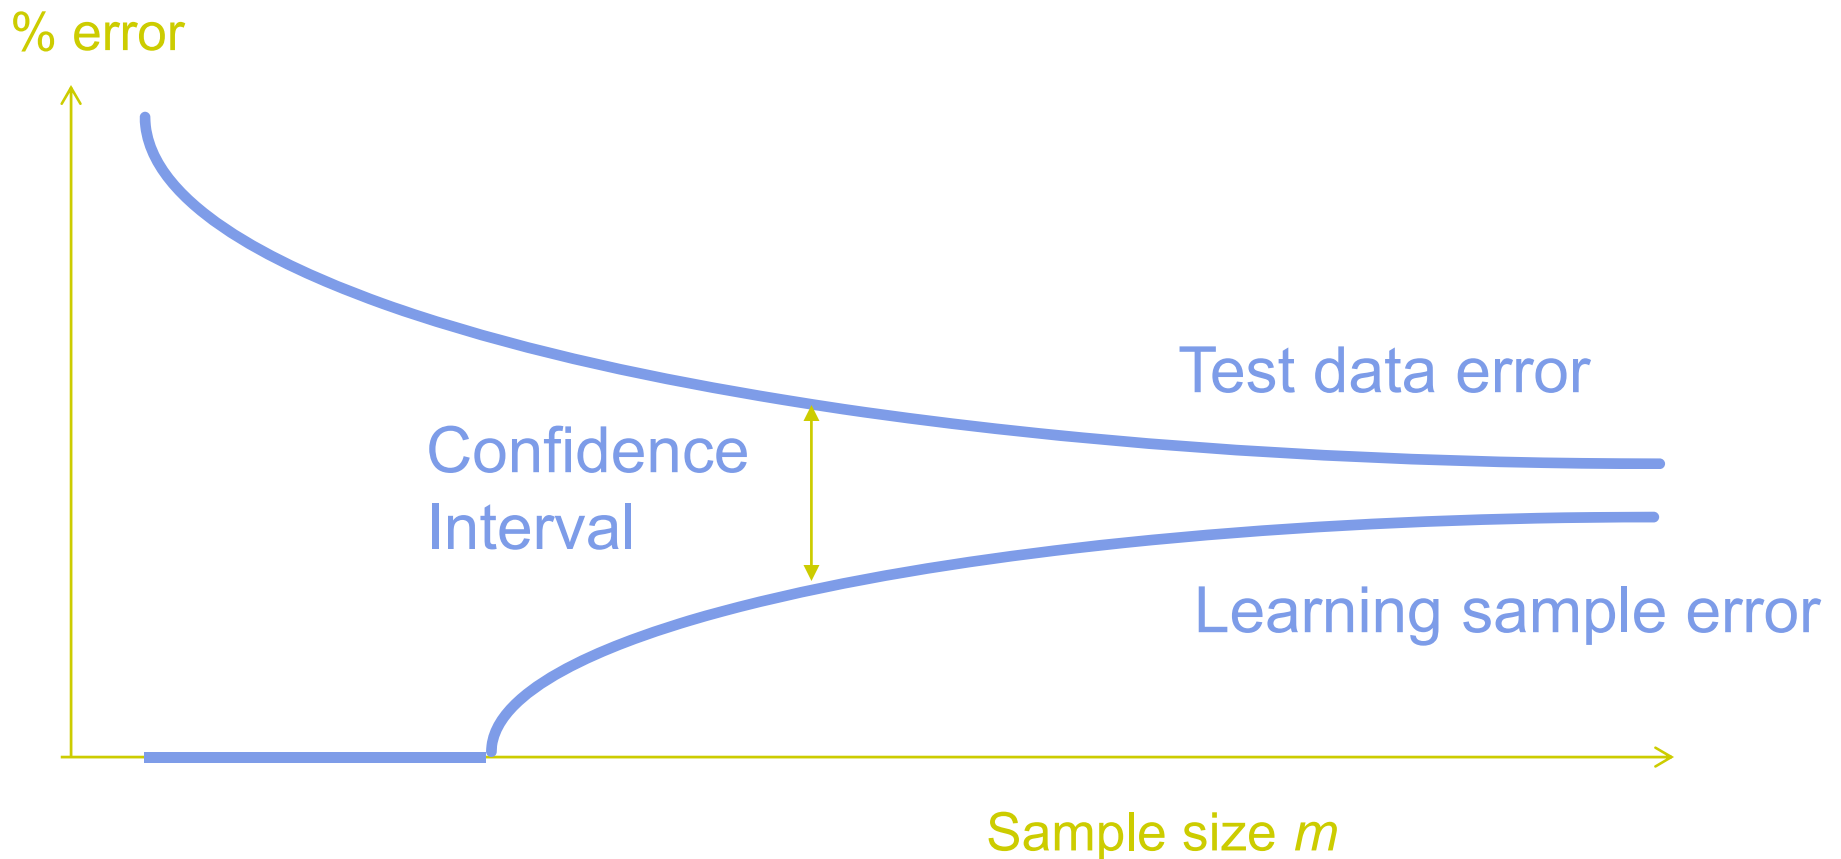 % error
Test data error
Confidence
Interval
Learning sample error
Sample size m